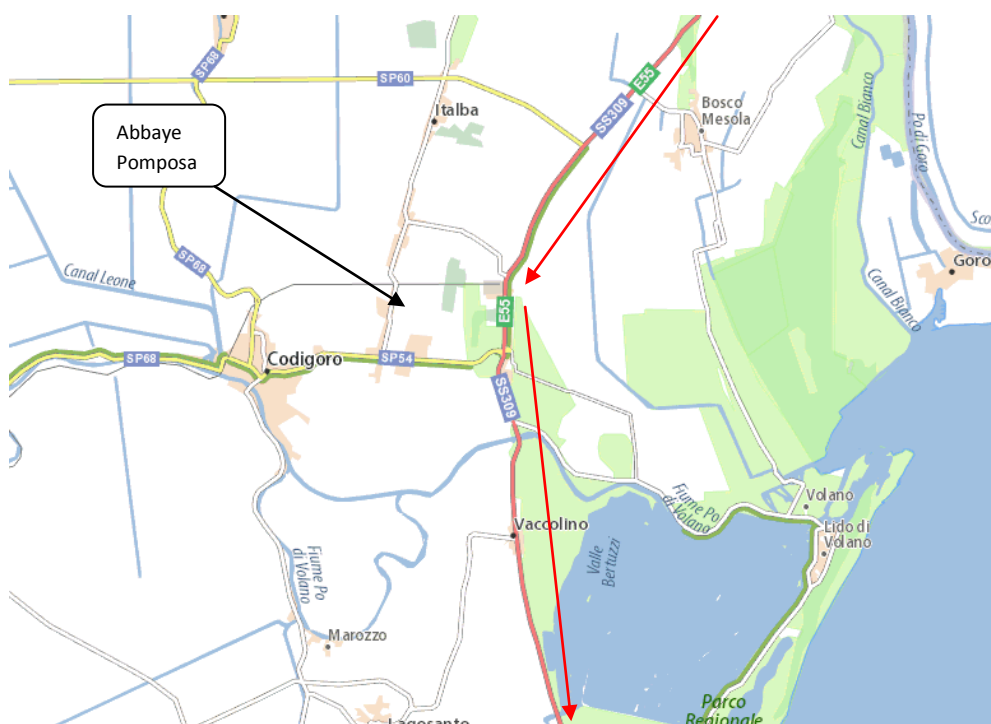 SP68
SP60
E55
SS309
Italba
Bosco
Mesola
Canal Bianco
Po di Goro
Abbaye
Pomposa
SP68
Canal Leone
Goro
Canal Bianco
E55
SP68
Codigoro
SP54
SS309
Volano
Fiume Po
di Volano
Vaccolino
Lido di
Volano
Valle
Bertuzzi
Fiume Po
di Volano
Marozzo
Parco
Regionale
Lagosanto